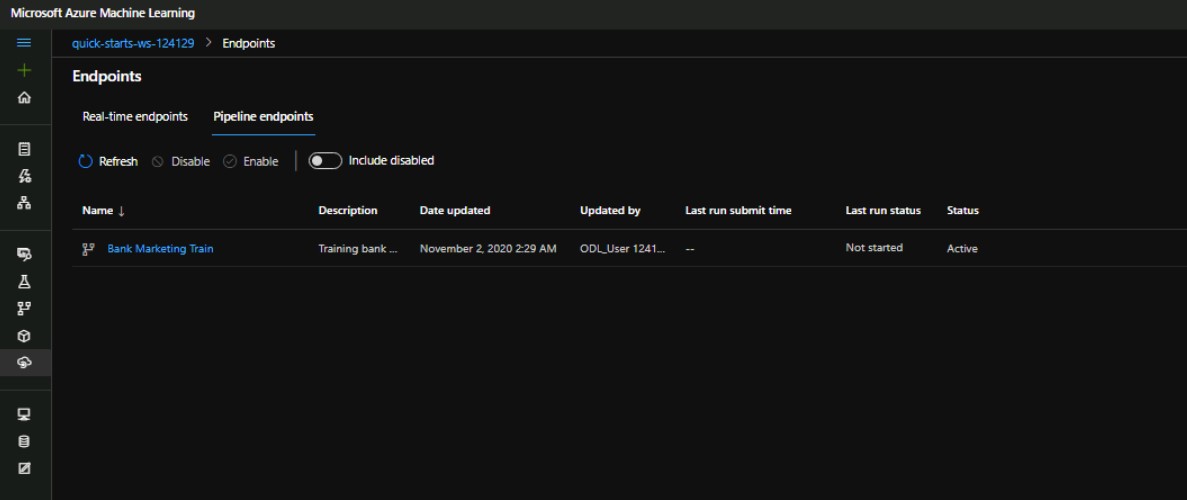 Microsoft Azure Machine Learning
quick-starts-ws-124129 > Endpoints
Endpoints
Real-time endpoints Pipeline endpoints
Refresh Disable Enable Include disabled
Name ↓ Description Date updated Updated by Last run submit time Last run status Status
Bank Marketing Train Training bank ... November 2, 2020 2:29 AM ODL_User 1241... -- Not started Active